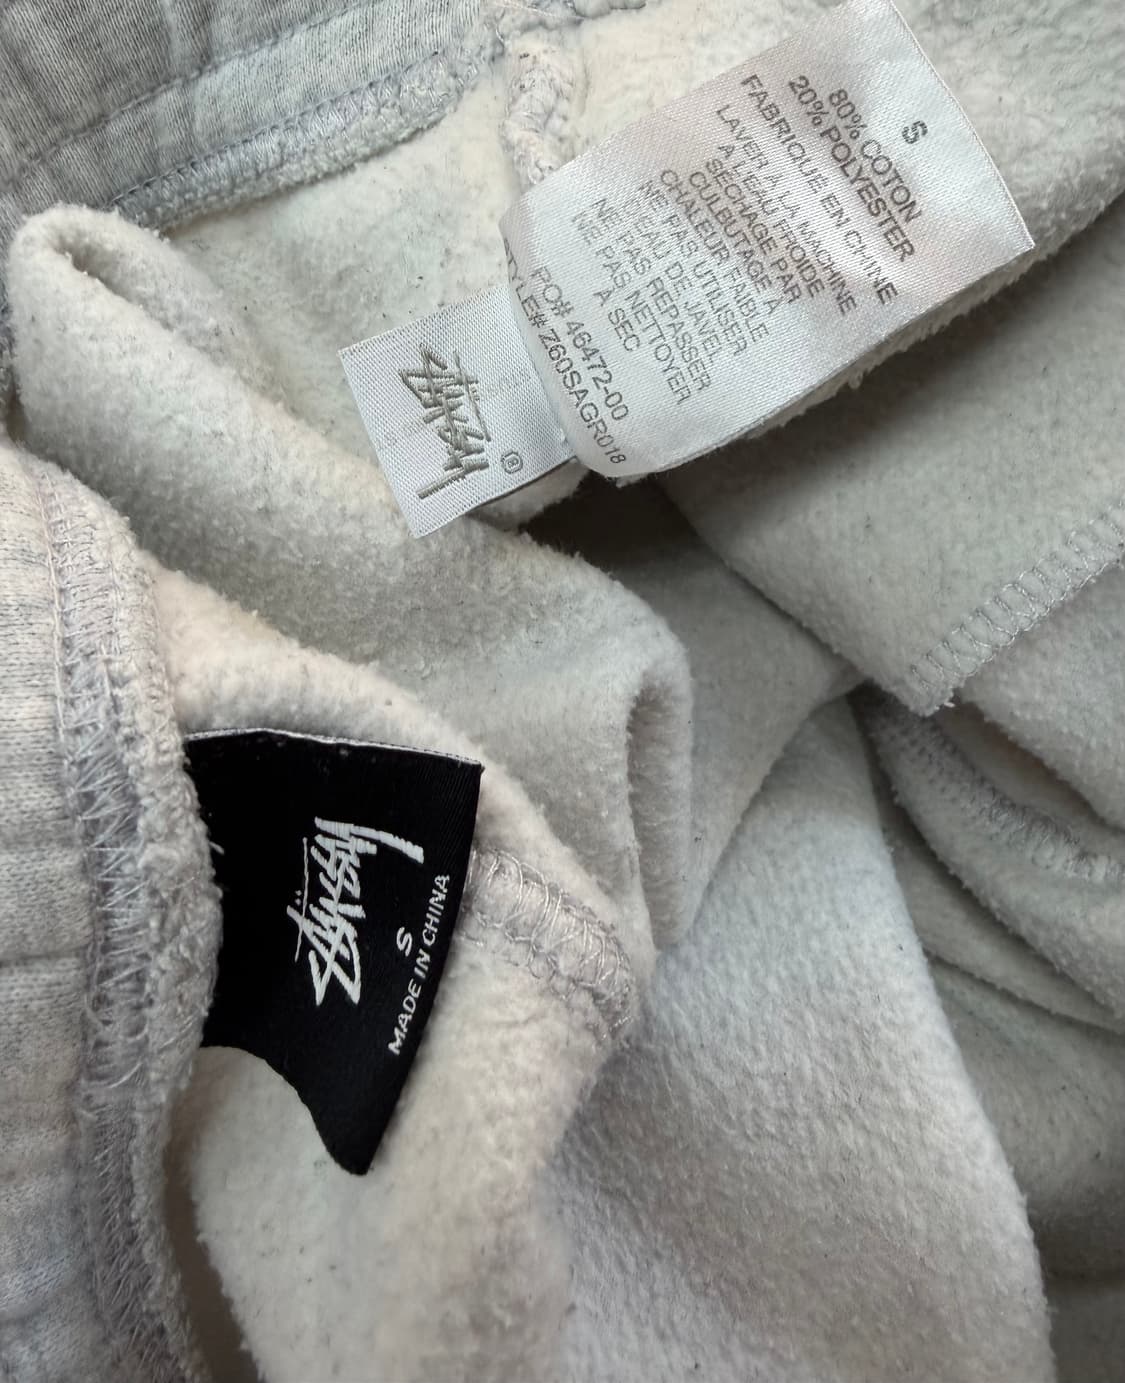 S
80% COTTON
20% POLYESTER
FABRIQUE EN CHINE
LAVER A LA MACHINE
A L'EAU FROIDE
SECHAGE PAR
CULBUTAGE A
CHALEUR FAIBLE
NE PAS UTILISER
D'EAU DE JAVEL
NE PAS REPASSER
NE PAS NETTOYER
A SEC
PO# 46472-00
STYLE# Z60SAGR018
Stüssy ®
Stüssy
S
MADE IN CHINA